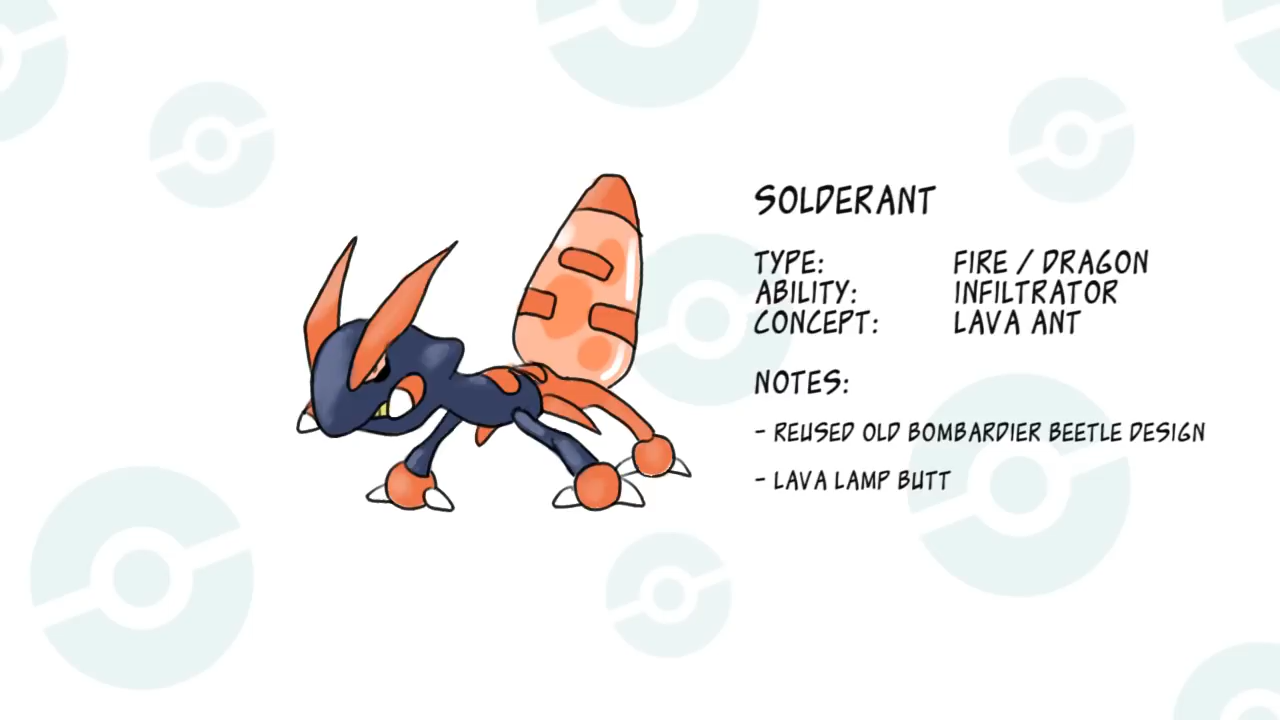 SOLDERANT
TYPE: FIRE / DRAGON
ABILITY: INFILTRATOR
CONCEPT: LAVA ANT
NOTES:
- REUSED OLD BOMBARDIER BEETLE DESIGN
- LAVA LAMP BUTT